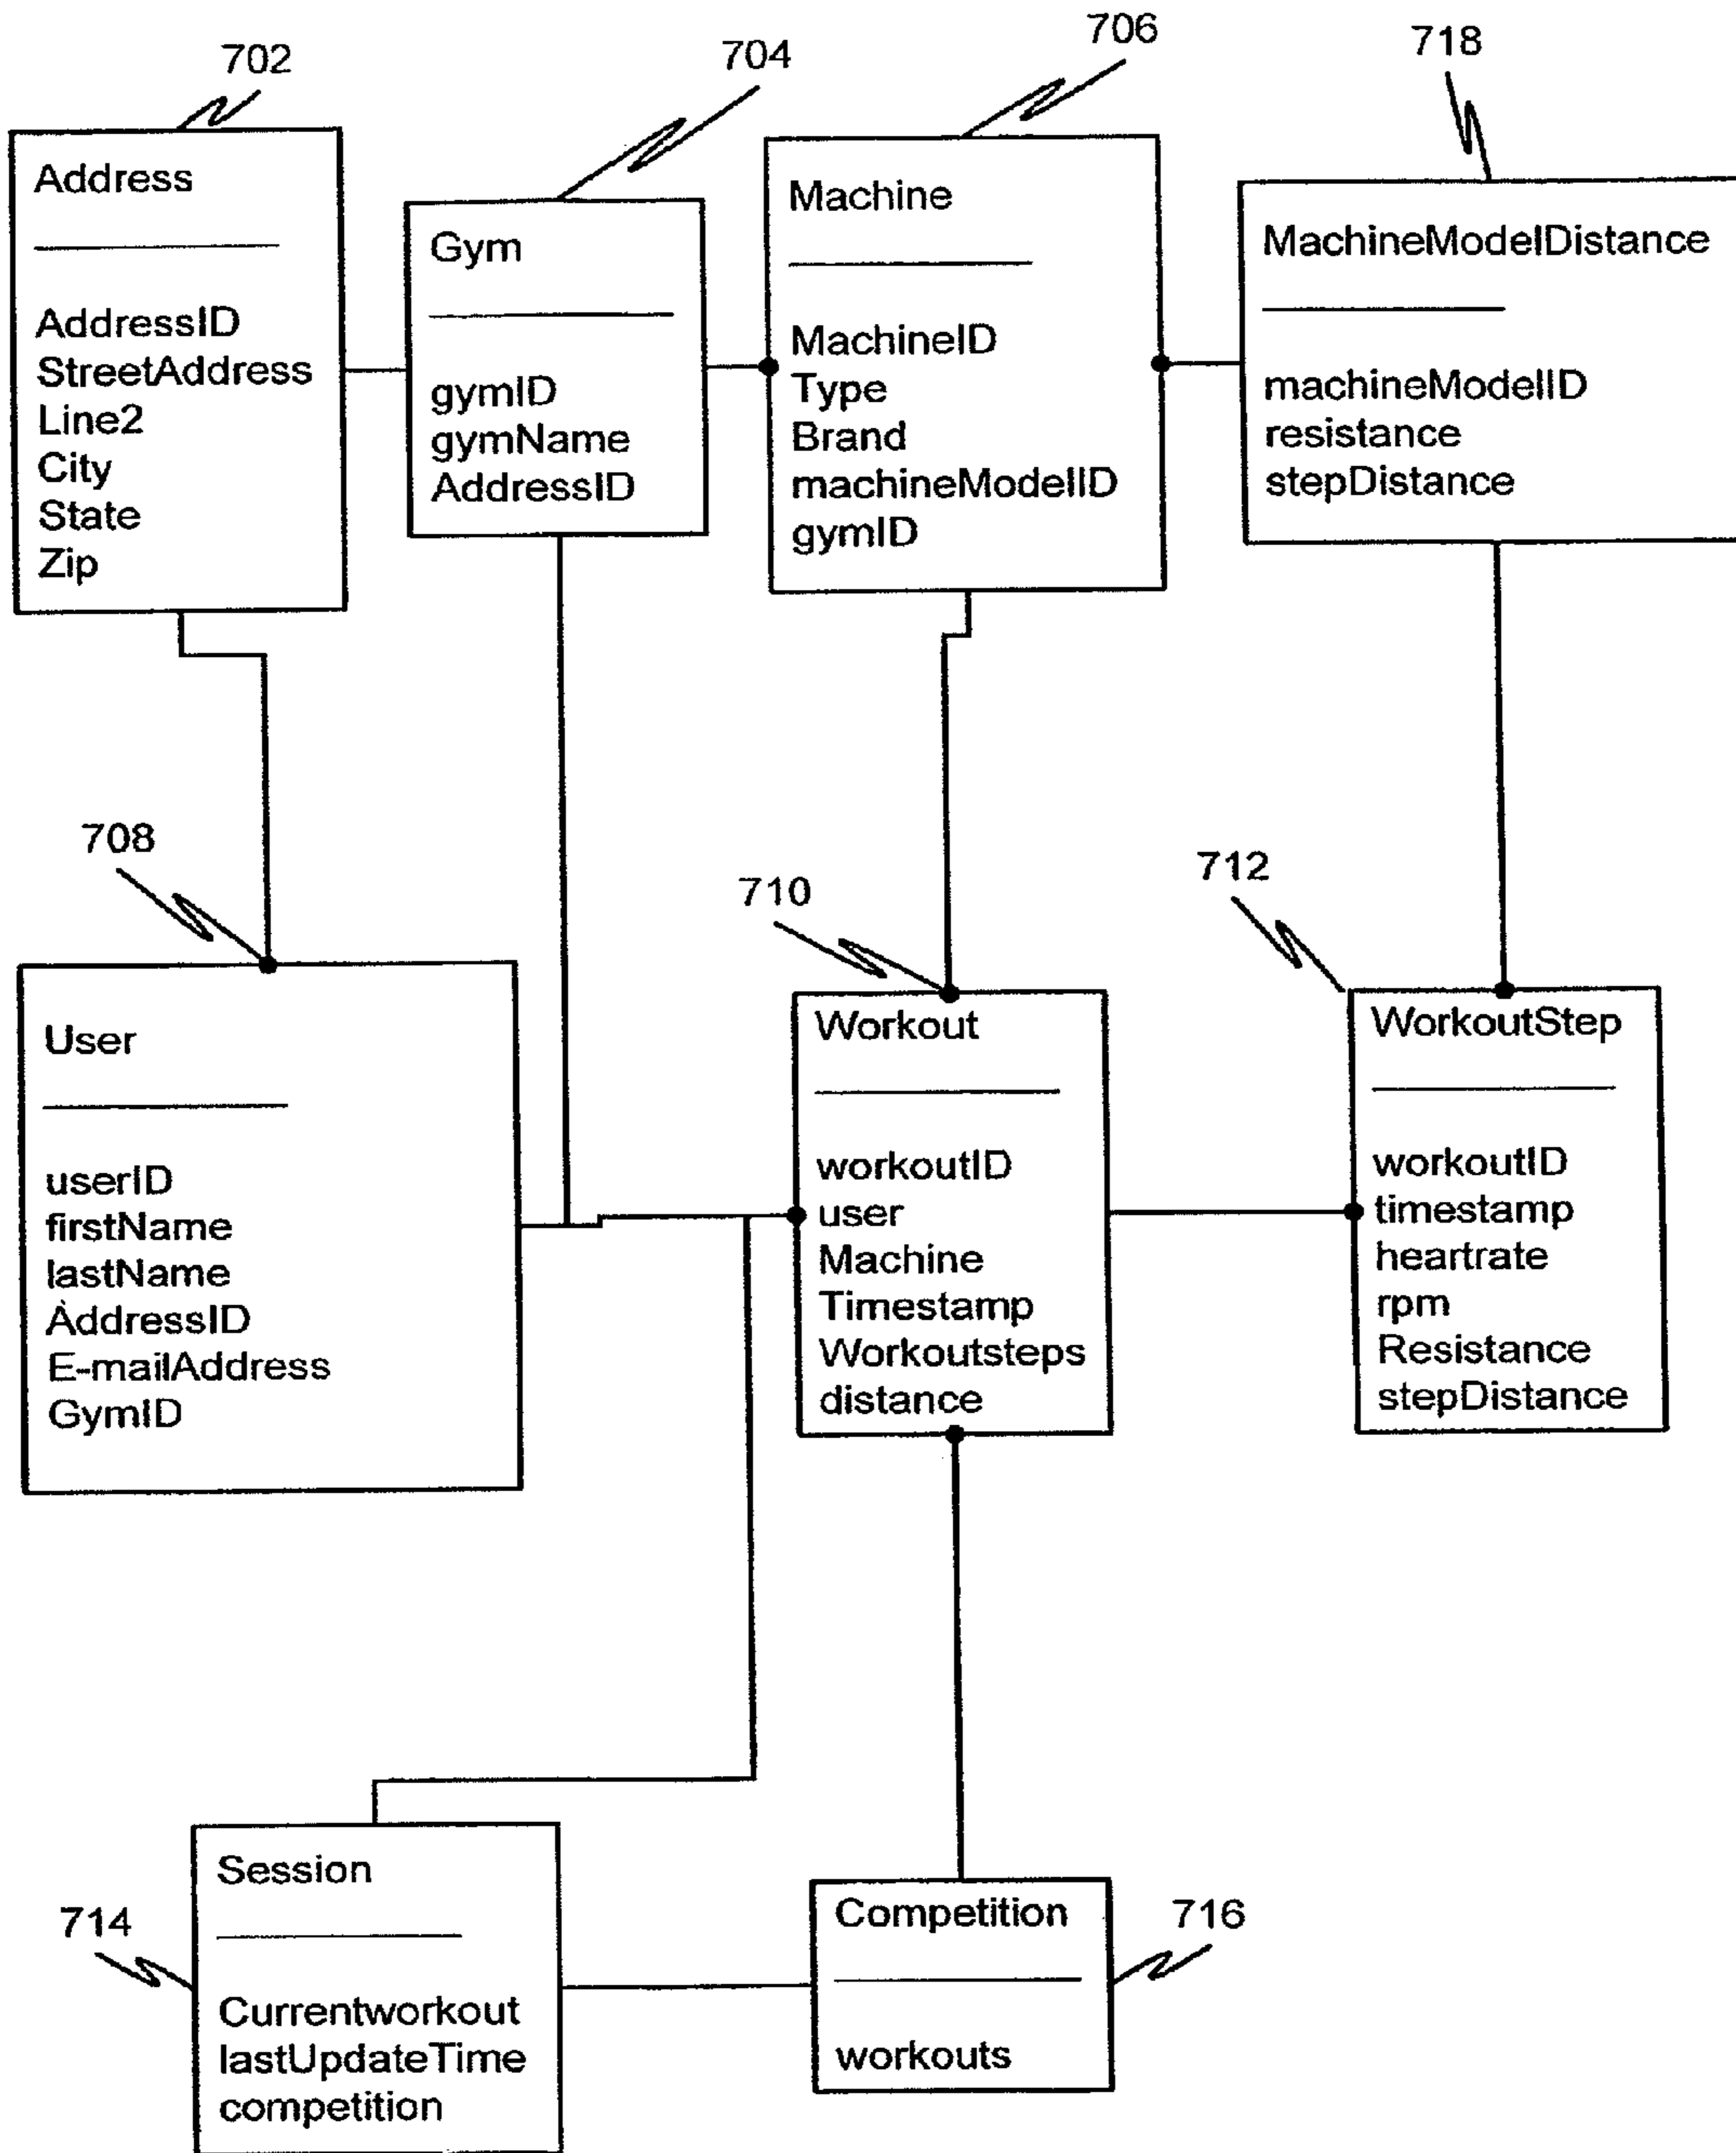 702
704
706
718
Address
AddressID
StreetAddress
Line2
City
State
Zip
Gym
gymID
gymName
AddressID
Machine
MachineID
Type
Brand
machineModelID
gymID
MachineModelDistance
machineModelID
resistance
stepDistance
708
710
712
User
userID
firstName
lastName
AddressID
E-mailAddress
GymID
Workout
workoutID
user
Machine
Timestamp
Workoutsteps
distance
WorkoutStep
workoutID
timestamp
heartrate
rpm
Resistance
stepDistance
714
Session
Currentworkout
lastUpdateTime
competition
Competition
workouts
716